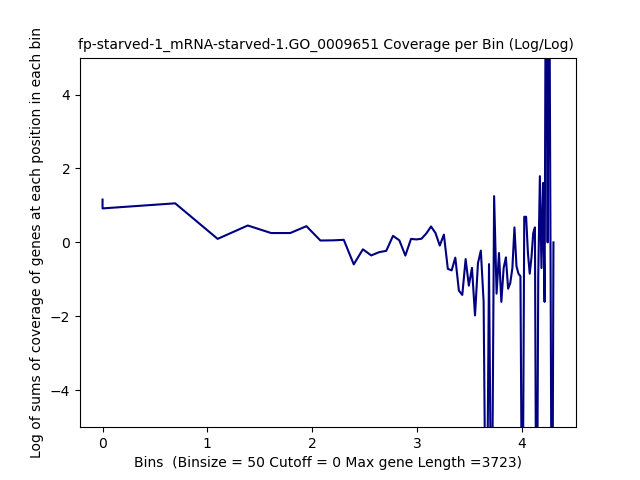 fp-starved-1_mRNA-starved-1.GO_0009651 Coverage per Bin (Log/Log)
Log of sums of coverage of genes at each position in each bin
4
2
0
−2
−4
0 1 2 3 4
Bins  (Binsize = 50 Cutoff = 0 Max gene Length =3723)